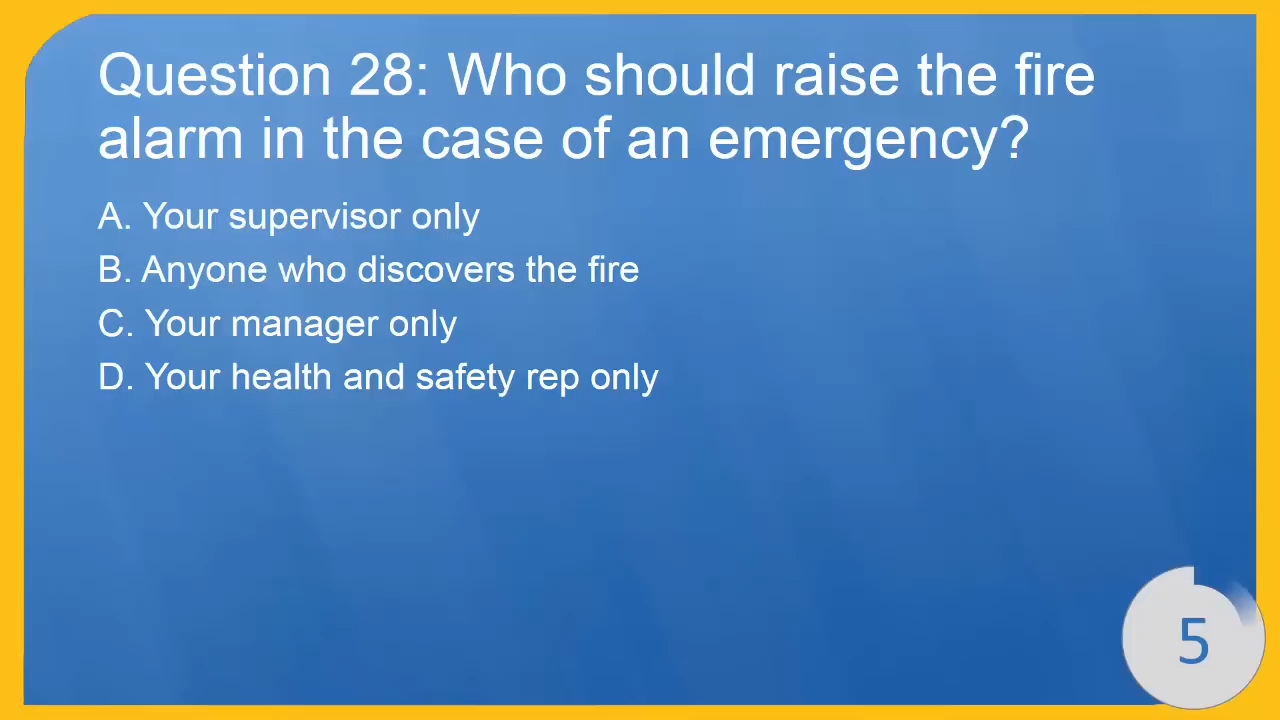 Question 28: Who should raise the fire
alarm in the case of an emergency?
A. Your supervisor only
B. Anyone who discovers the fire
C. Your manager only
D. Your health and safety rep only
5